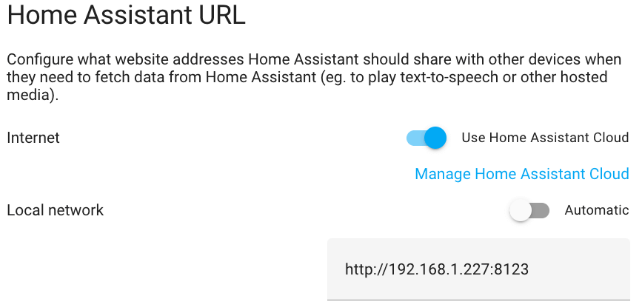 Home Assistant URL
Configure what website addresses Home Assistant should share with other devices when
they need to fetch data from Home Assistant (eg. to play text-to-speech or other hosted
media).
Internet Use Home Assistant Cloud
Manage Home Assistant Cloud
Local network Automatic
http://192.168.1.227:8123